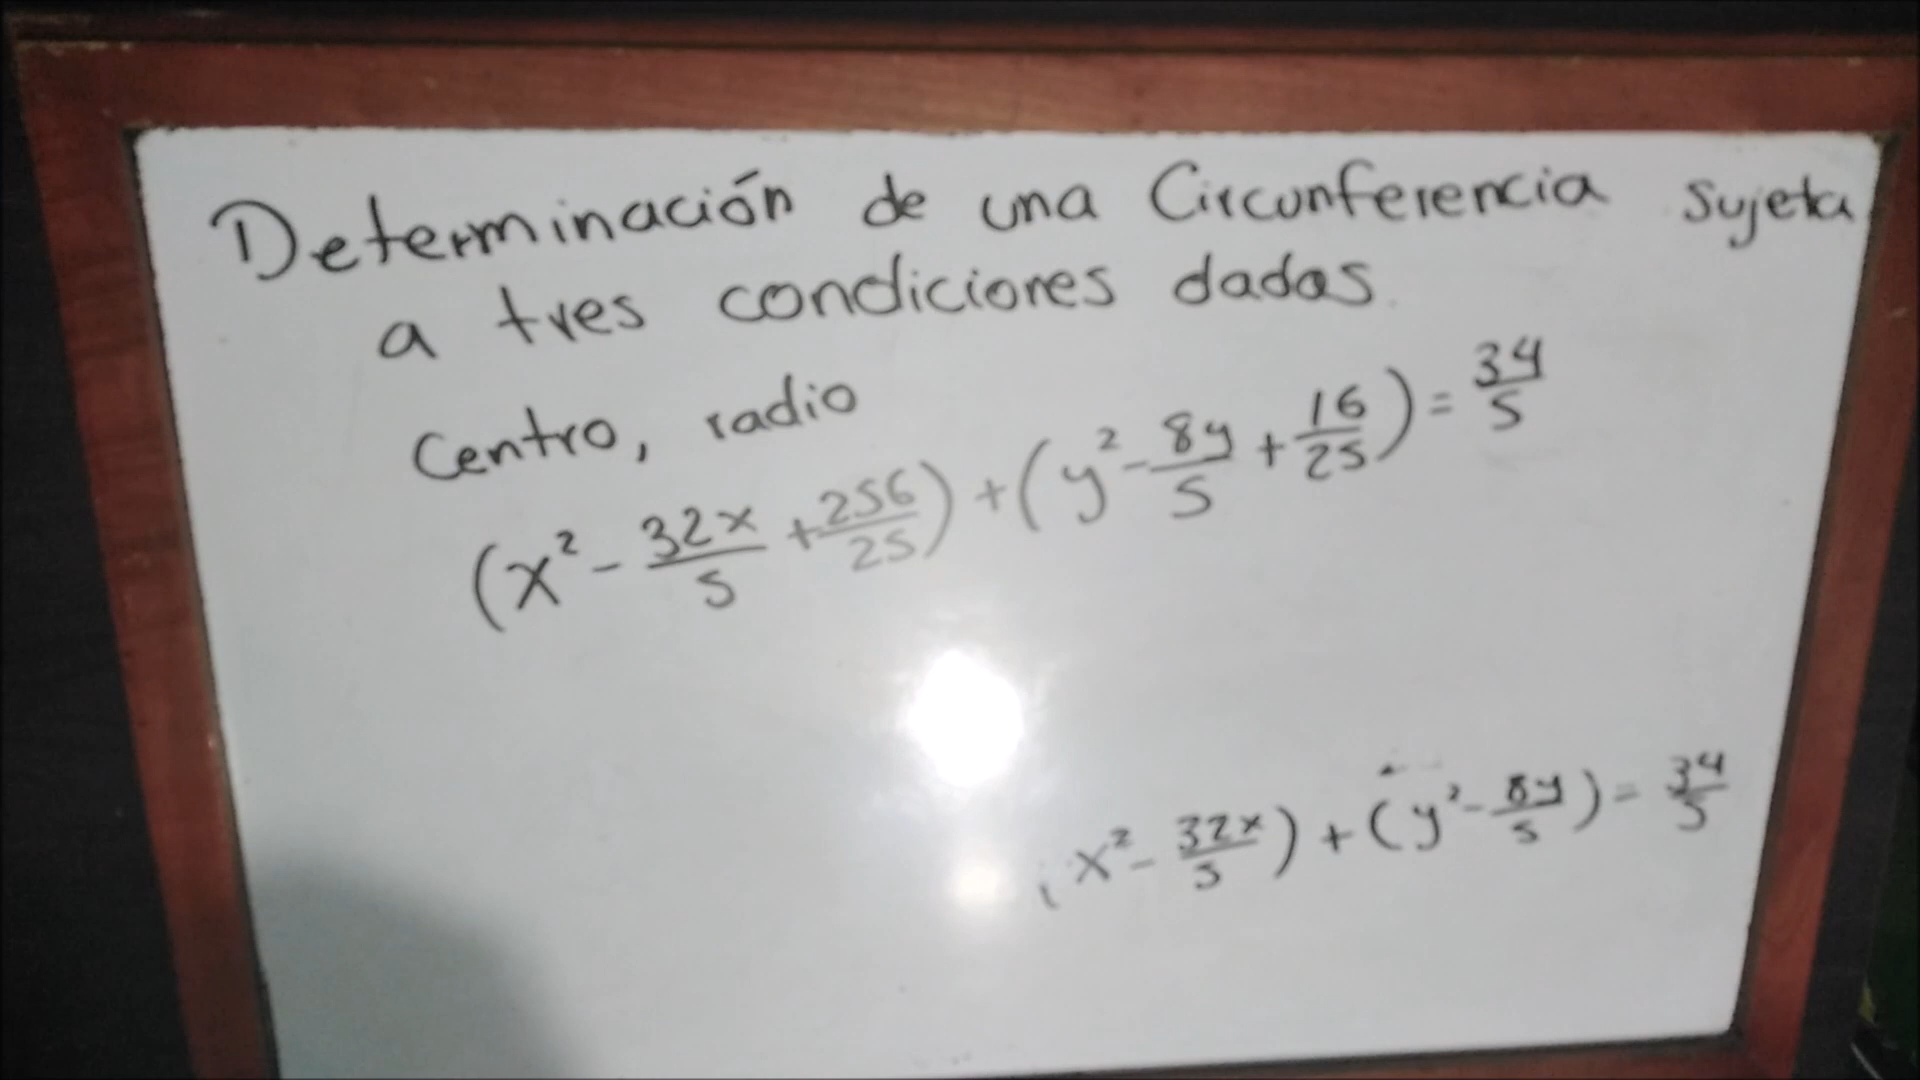 Determinación de una Circunferencia sujeta
a tres condiciones dadas.
Centro, radio
(x² - 32x/5 + 256/25) + (y² - 8y/5 + 16/25) = 34/5
(x² - 32x/5) + (y² - 8y/5) = 34/5